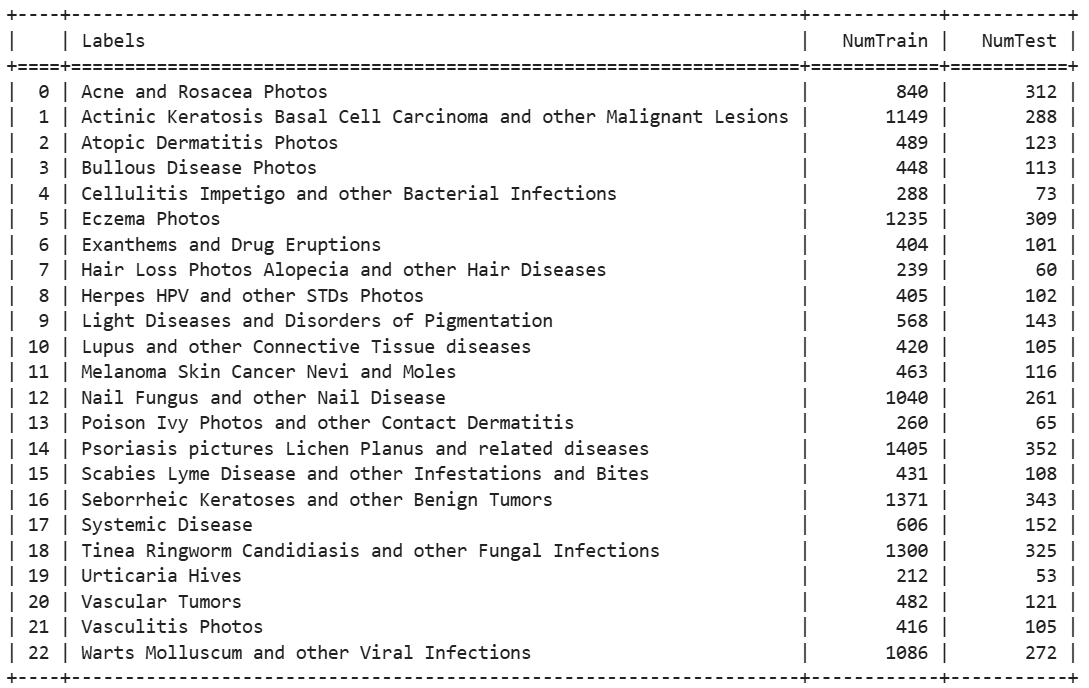 Labels NumTrain NumTest
0 Acne and Rosacea Photos 840 312
1 Actinic Keratosis Basal Cell Carcinoma and other Malignant Lesions 1149 288
2 Atopic Dermatitis Photos 489 123
3 Bullous Disease Photos 448 113
4 Cellulitis Impetigo and other Bacterial Infections 288 73
5 Eczema Photos 1235 309
6 Exanthems and Drug Eruptions 404 101
7 Hair Loss Photos Alopecia and other Hair Diseases 239 60
8 Herpes HPV and other STDs Photos 405 102
9 Light Diseases and Disorders of Pigmentation 568 143
10 Lupus and other Connective Tissue diseases 420 105
11 Melanoma Skin Cancer Nevi and Moles 463 116
12 Nail Fungus and other Nail Disease 1040 261
13 Poison Ivy Photos and other Contact Dermatitis 260 65
14 Psoriasis pictures Lichen Planus and related diseases 1405 352
15 Scabies Lyme Disease and other Infestations and Bites 431 108
16 Seborrheic Keratoses and other Benign Tumors 1371 343
17 Systemic Disease 606 152
18 Tinea Ringworm Candidiasis and other Fungal Infections 1300 325
19 Urticaria Hives 212 53
20 Vascular Tumors 482 121
21 Vasculitis Photos 416 105
22 Warts Molluscum and other Viral Infections 1086 272